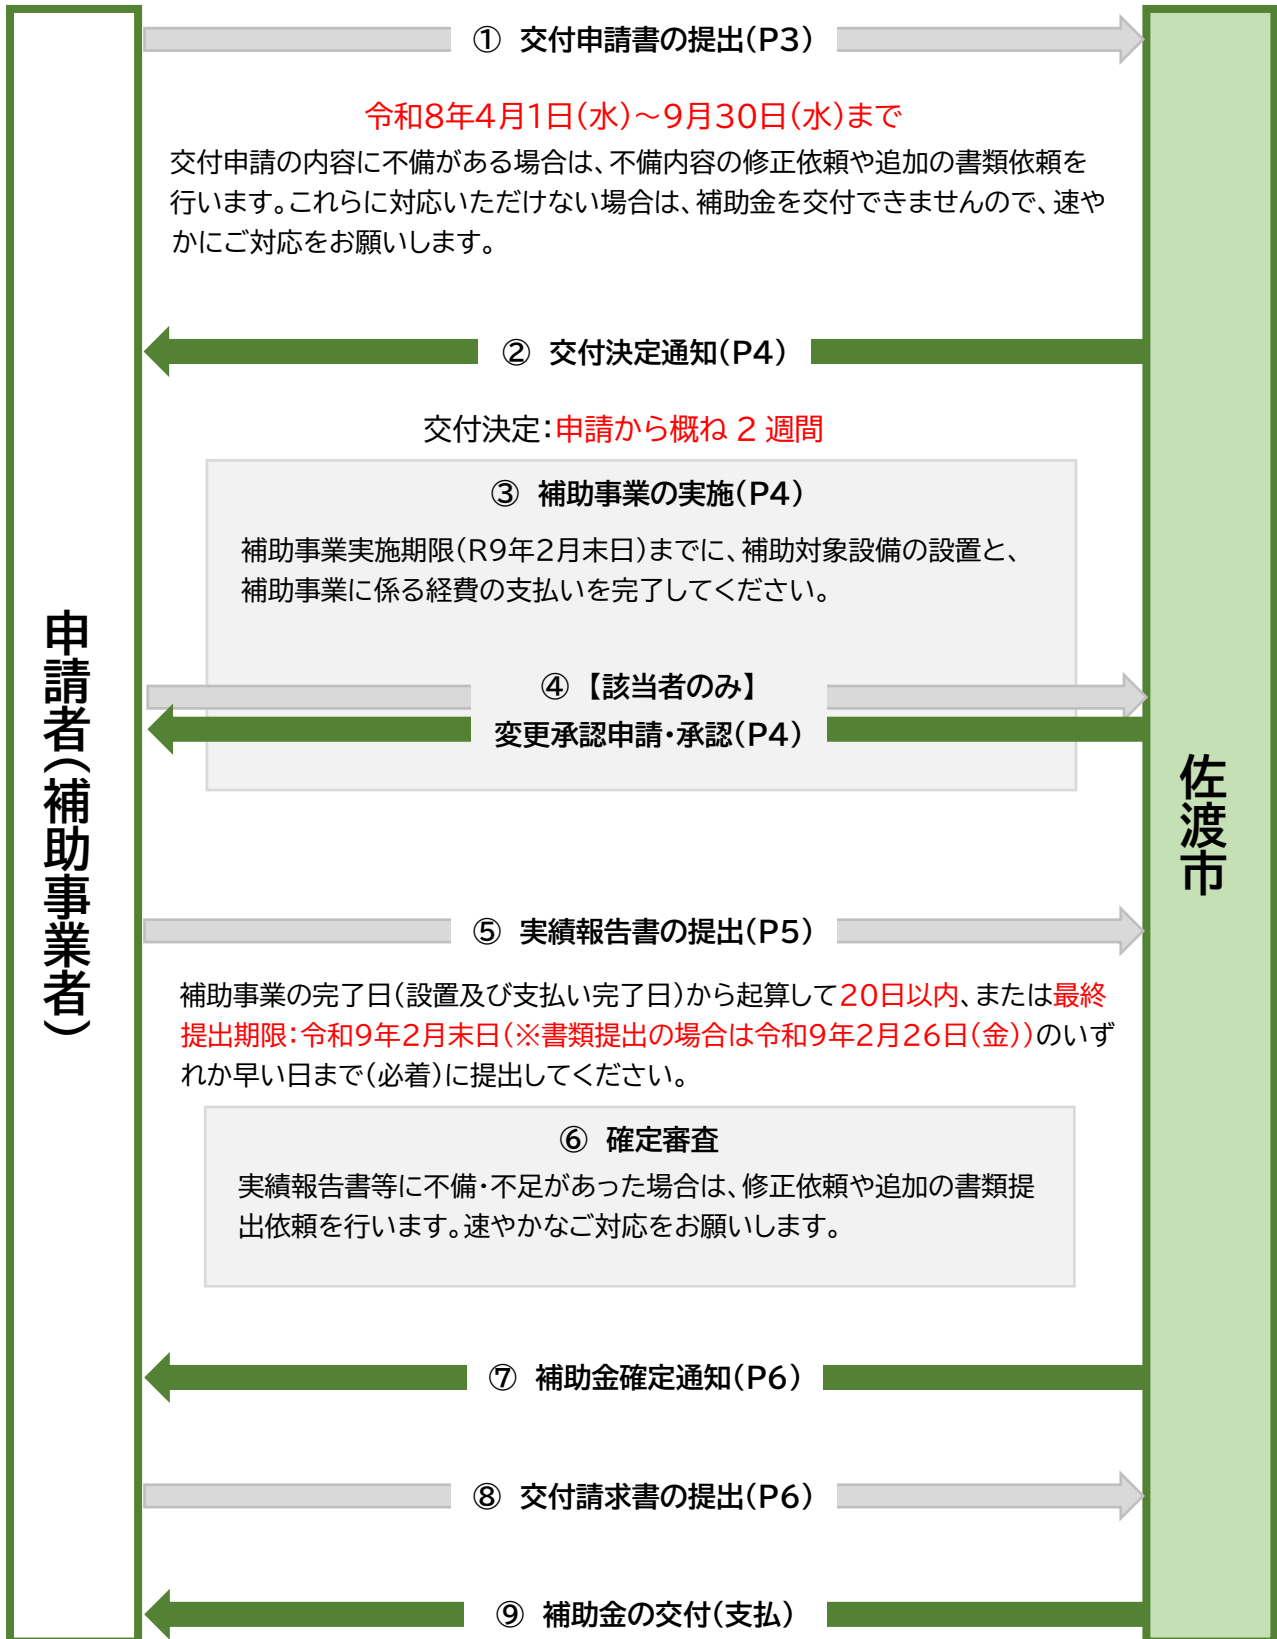 ① 交付申請書の提出(P3)
令和8年4月1日(水)～9月30日(水)まで
交付申請の内容に不備がある場合は、不備内容の修正依頼や追加の書類依頼を
行います。これらに対応いただけない場合は、補助金を交付できませんので、速や
かにご対応をお願いします。
② 交付決定通知(P4)
交付決定：申請から概ね 2 週間
③ 補助事業の実施(P4)
補助事業実施期限(R9年2月末日)までに、補助対象設備の設置と、
補助事業に係る経費の支払いを完了してください。
④【該当者のみ】
変更承認申請・承認(P4)
申請者(補助事業者)
佐渡市
⑤ 実績報告書の提出(P5)
補助事業の完了日(設置及び支払い完了日)から起算して20日以内、または最終
提出期限：令和9年2月末日(※書類提出の場合は令和9年2月26日(金))のいず
れか早い日まで(必着)に提出してください。
⑥ 確定審査
実績報告書等に不備・不足があった場合は、修正依頼や追加の書類提
出依頼を行います。速やかなご対応をお願いします。
⑦ 補助金確定通知(P6)
⑧ 交付請求書の提出(P6)
⑨ 補助金の交付(支払)